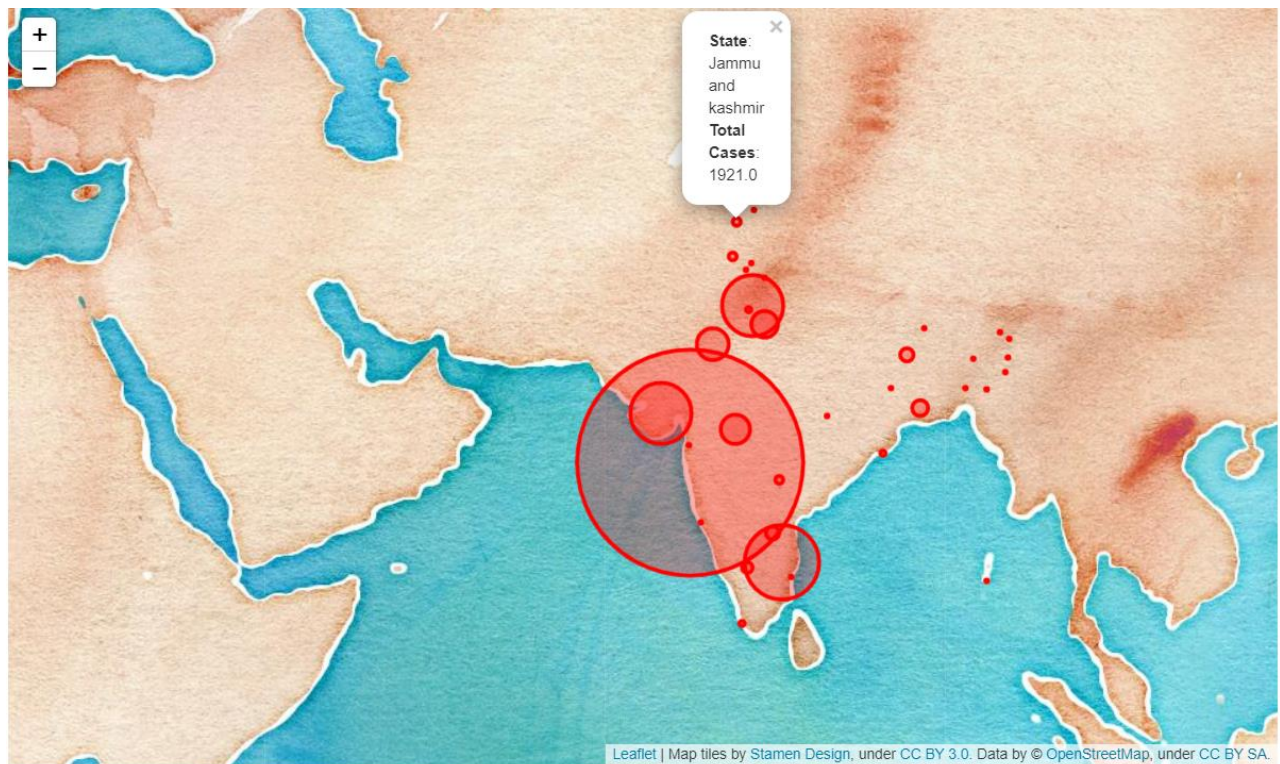 +
−
×
State:
Jammu
and
kashmir
Total
Cases:
1921.0
Leaflet | Map tiles by Stamen Design, under CC BY 3.0. Data by © OpenStreetMap, under CC BY SA.